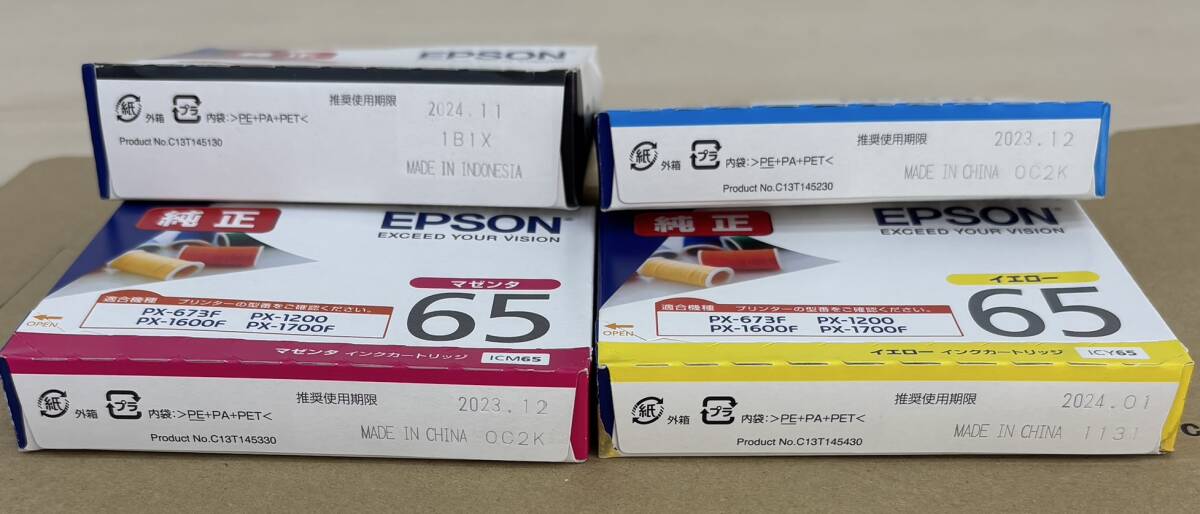 純正
EPSON
推奨使用期限
2024.11
紙 外箱 プラ 内袋:>PE+PA+PET<
1B1X
Product No.C13T145130
MADE IN INDONESIA
推奨使用期限
2023.12
紙 外箱 プラ 内袋:>PE+PA+PET<
MADE IN CHINA 0C2K
Product No.C13T145230
純正
EPSON
EXCEED YOUR VISION
マゼンタ
65
適合機種 プリンターの型番をご確認ください。
PX-673F PX-1200
PX-1600F PX-1700F
OPEN
マゼンタ インクカートリッジ ICM65
推奨使用期限
2023.12
紙 外箱 プラ 内袋:>PE+PA+PET<
MADE IN CHINA 0C2K
Product No.C13T145330
純正
EPSON
EXCEED YOUR VISION
イエロー
65
適合機種 プリンターの型番をご確認ください。
PX-673F PX-1200
PX-1600F PX-1700F
OPEN
イエロー インクカートリッジ ICY65
推奨使用期限
2024.01
紙 外箱 プラ 内袋:>PE+PA+PET<
MADE IN CHINA 1131
Product No.C13T145430